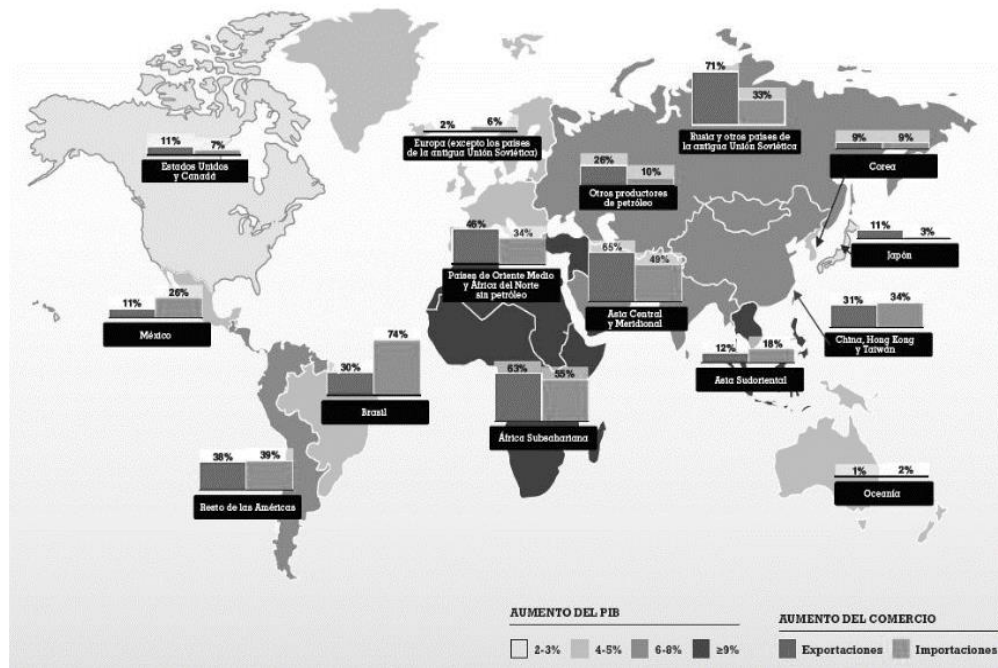 11% 7%
Estados Unidos
y Canadá
2% 6%
Europa (excepto los países
de la antigua Unión Soviética)
71%
33%
Rusia y otros países de
la antigua Unión Soviética
9% 9%
Corea
26%
10%
Otros productores
de petróleo
11% 3%
Japón
46%
34%
Países de Oriente Medio
y África del Norte
sin petróleo
65%
49%
Asia Central
y Meridional
11% 26%
México
31% 34%
China, Hong Kong
y Taiwán
12% 18%
Asia Sudoriental
74%
30%
Brasil
63% 55%
África Subsahariana
38% 39%
Resto de las Américas
1% 2%
Oceanía
AUMENTO DEL PIB
2-3% 4-5% 6-8% ≥9%
AUMENTO DEL COMERCIO
Exportaciones Importaciones